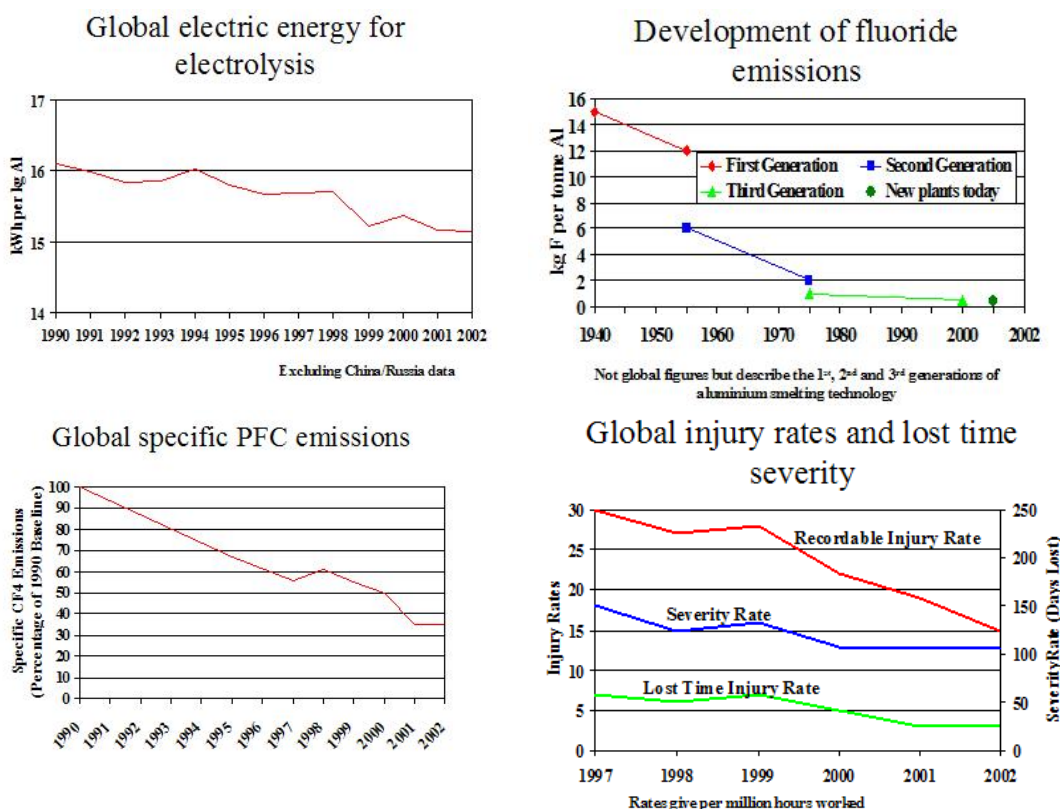 Global electric energy for
electrolysis
17
16
15
14
kWh per kg Al
1990 1991 1992 1993 1994 1995 1996 1997 1998 1999 2000 2001 2002
Excluding China/Russia data
Development of fluoride
emissions
16
14
12
10
8
6
4
2
0
kg F per tonne Al
First Generation
Second Generation
Third Generation
New plants today
1940 1950 1960 1970 1980 1990 2000 2002
Not global figures but describe the 1st, 2nd and 3rd generations of
aluminium smelting technology
Global specific PFC emissions
100
90
80
70
60
50
40
30
20
10
0
Specific CF4 Emissions
(Percentage of 1990 Baseline)
1990 1991 1992 1993 1994 1995 1996 1997 1998 1999 2000 2001 2002
Global injury rates and lost time
severity
30
25
20
15
10
5
0
Injury Rates
Recordable Injury Rate
Severity Rate
Lost Time Injury Rate
250
200
150
100
50
0
SeverityRate (Days Lost)
1997 1998 1999 2000 2001 2002
Rates give per million hours worked